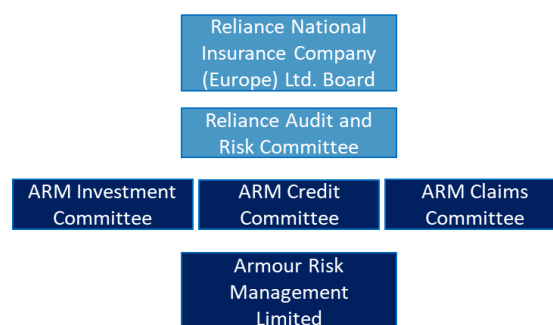 Reliance National
Insurance Company
(Europe) Ltd. Board
Reliance Audit and
Risk Committee
ARM Investment
Committee
ARM Credit
Committee
ARM Claims
Committee
Armour Risk
Management
Limited